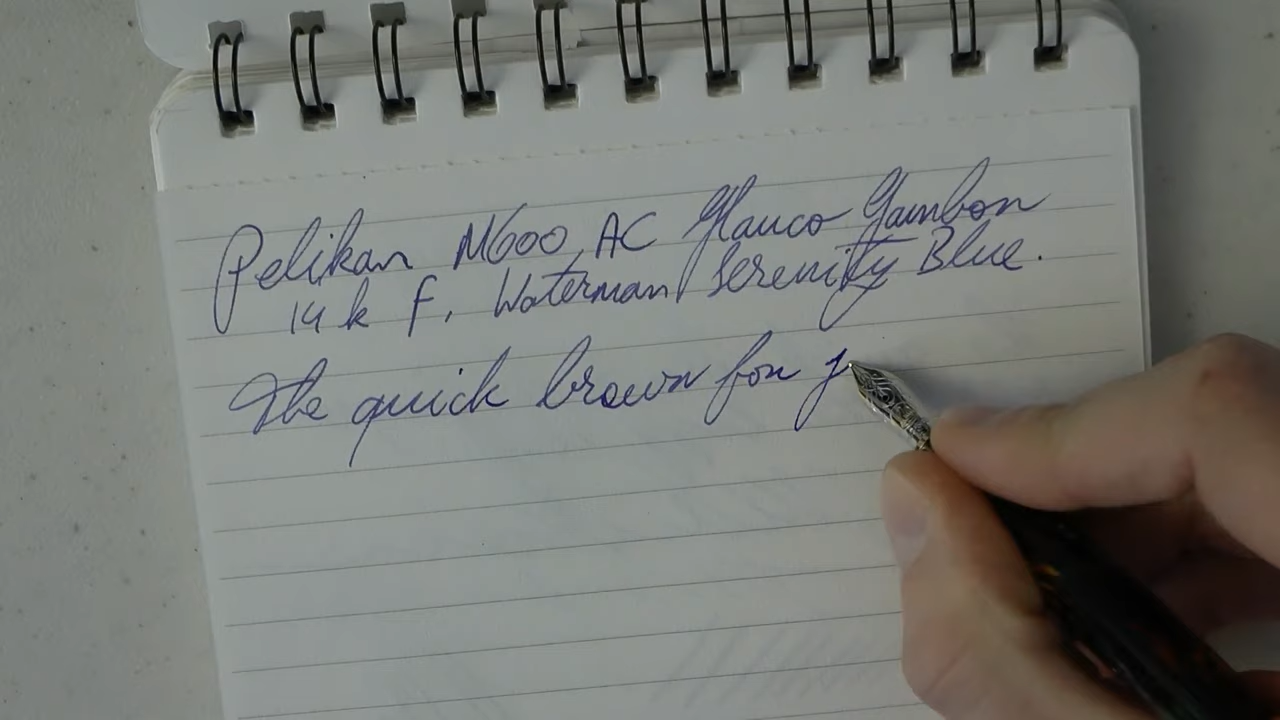 Pelikan M600, AC Glauco Gambon
14k F, Waterman Serenity Blue.
The quick brown fox j